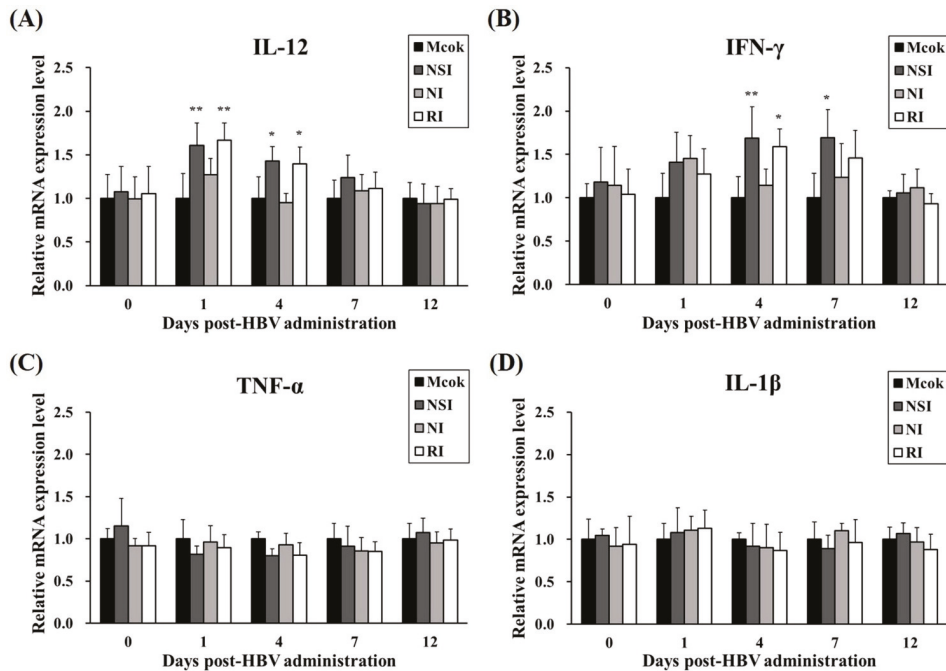 (A)
IL-12
Mcok
NSI
NI
RI
Relative mRNA expression level
2.5
2.0
1.5
1.0
0.5
0.0
** ** * *
0 1 4 7 12
Days post-HBV administration
(B)
IFN-γ
Mcok
NSI
NI
RI
Relative mRNA expression level
2.5
2.0
1.5
1.0
0.5
0.0
** * *
0 1 4 7 12
Days post-HBV administration
(C)
TNF-α
Mcok
NSI
NI
RI
Relative mRNA expression level
2.5
2.0
1.5
1.0
0.5
0.0
0 1 4 7 12
Days post-HBV administration
(D)
IL-1β
Mcok
NSI
NI
RI
Relative mRNA expression level
2.5
2.0
1.5
1.0
0.5
0.0
0 1 4 7 12
Days post-HBV administration